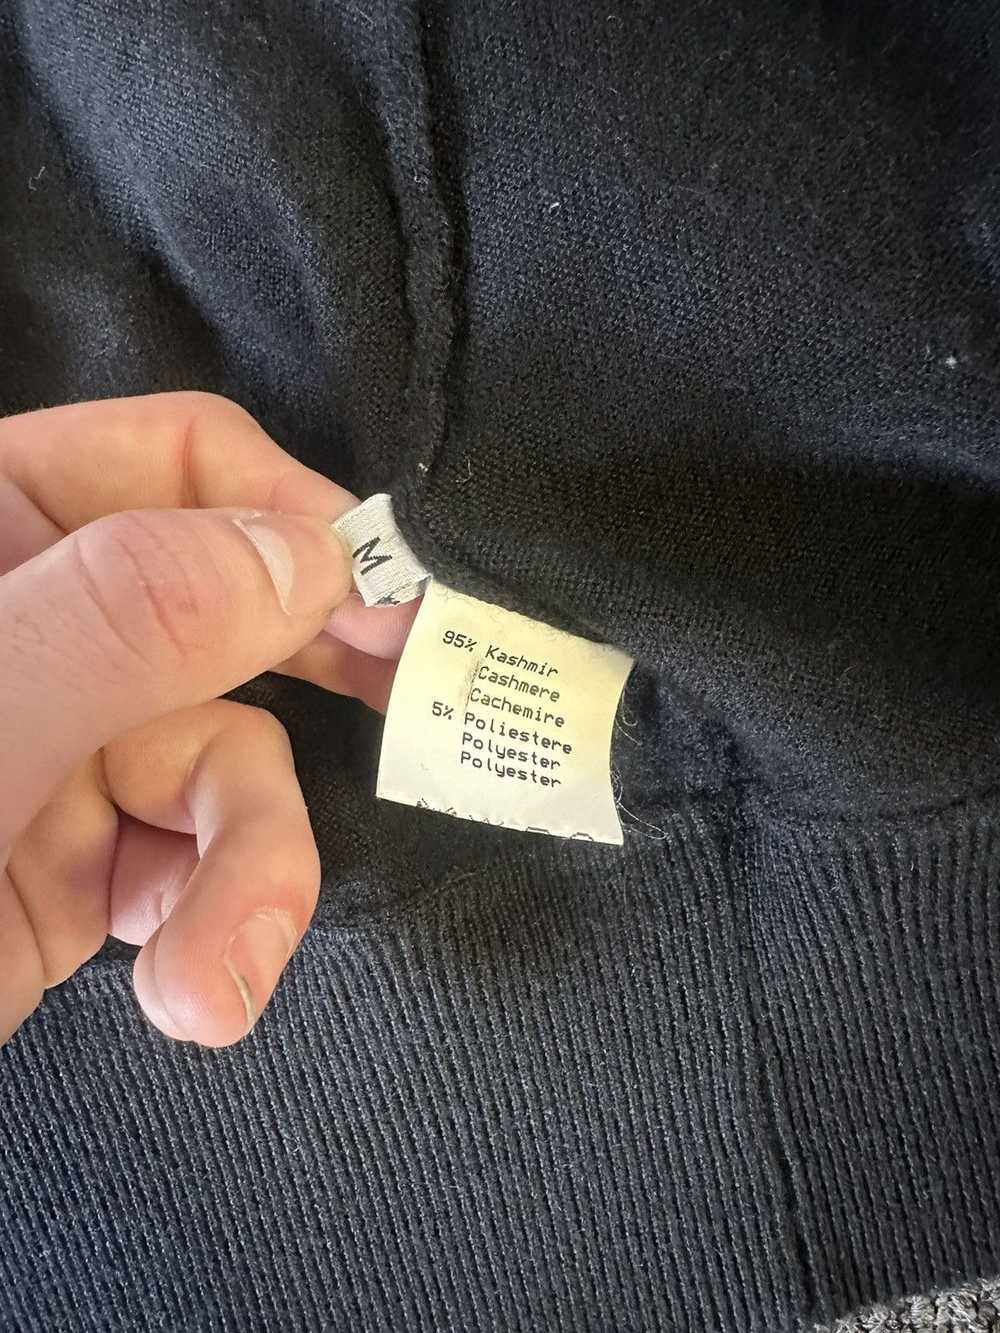 M
95% Kashmir
Cashmere
Cachemire
5% Poliestere
Polyester
Polyester